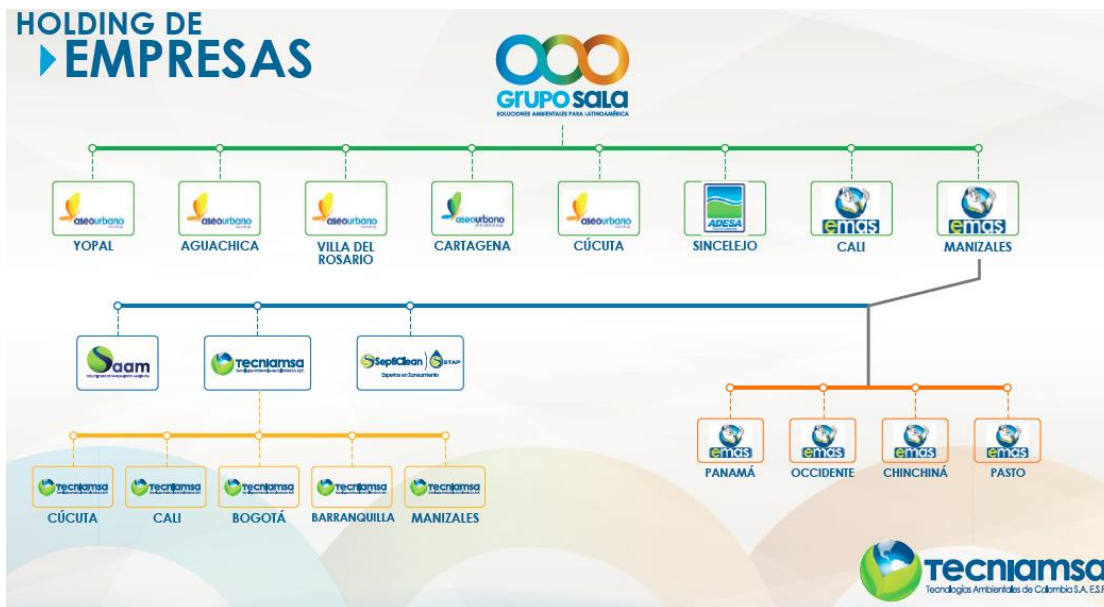 HOLDING DE
EMPRESAS
GRUPO SALA
SOLUCIONES AMBIENTALES PARA LATINOAMÉRICA
aseourbano
aseourbano
aseourbano
aseourbano
aseourbano
ADESA
emas
emas
YOPAL
AGUACHICA
VILLA DEL
ROSARIO
CARTAGENA
CÚCUTA
SINCELEJO
CALI
MANIZALES
Saam
Tecniamsa
SeptiClean
STAP
Expertos en Saneamiento
emas
emas
emas
emas
PANAMÁ
OCCIDENTE
CHINCHINÁ
PASTO
Tecniamsa
Tecniamsa
Tecniamsa
Tecniamsa
Tecniamsa
CÚCUTA
CALI
BOGOTÁ
BARRANQUILLA
MANIZALES
Tecniamsa
Tecnologías Ambientales de Colombia S.A. E.S.P.